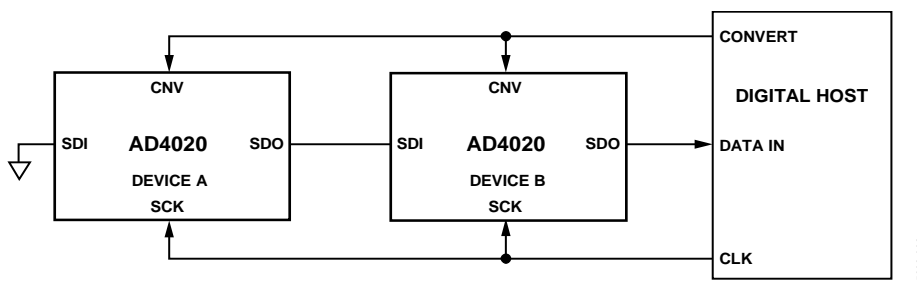 CONVERT
CNV
CNV
DIGITAL HOST
SDI
AD4020
SDO
SDI
AD4020
SDO
DATA IN
DEVICE A
DEVICE B
SCK
SCK
CLK